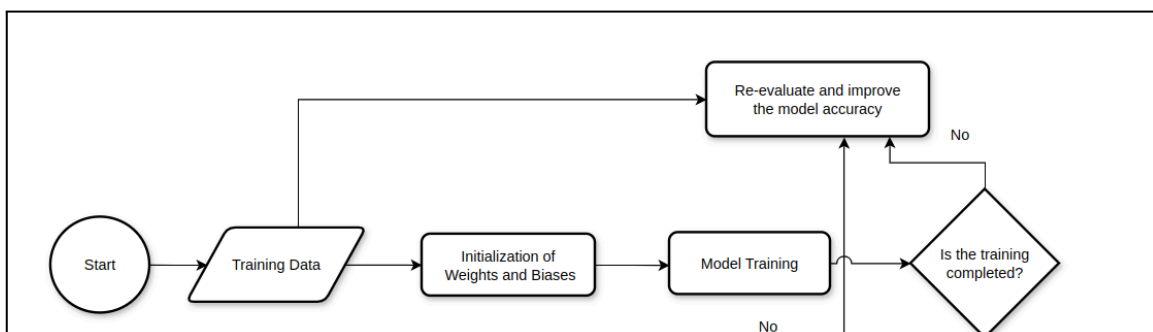 Re-evaluate and improve
the model accuracy
No
Start
Training Data
Initialization of
Weights and Biases
Model Training
Is the training
completed?
No